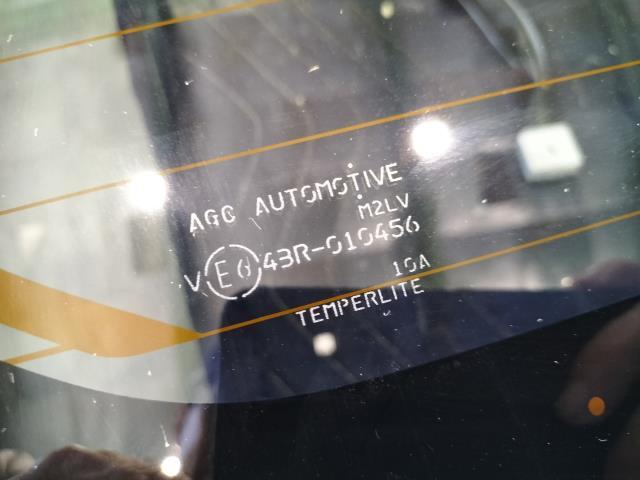 AGC AUTOMOTIVE
M2LV
V E6 43R-010456
10A
TEMPERLITE